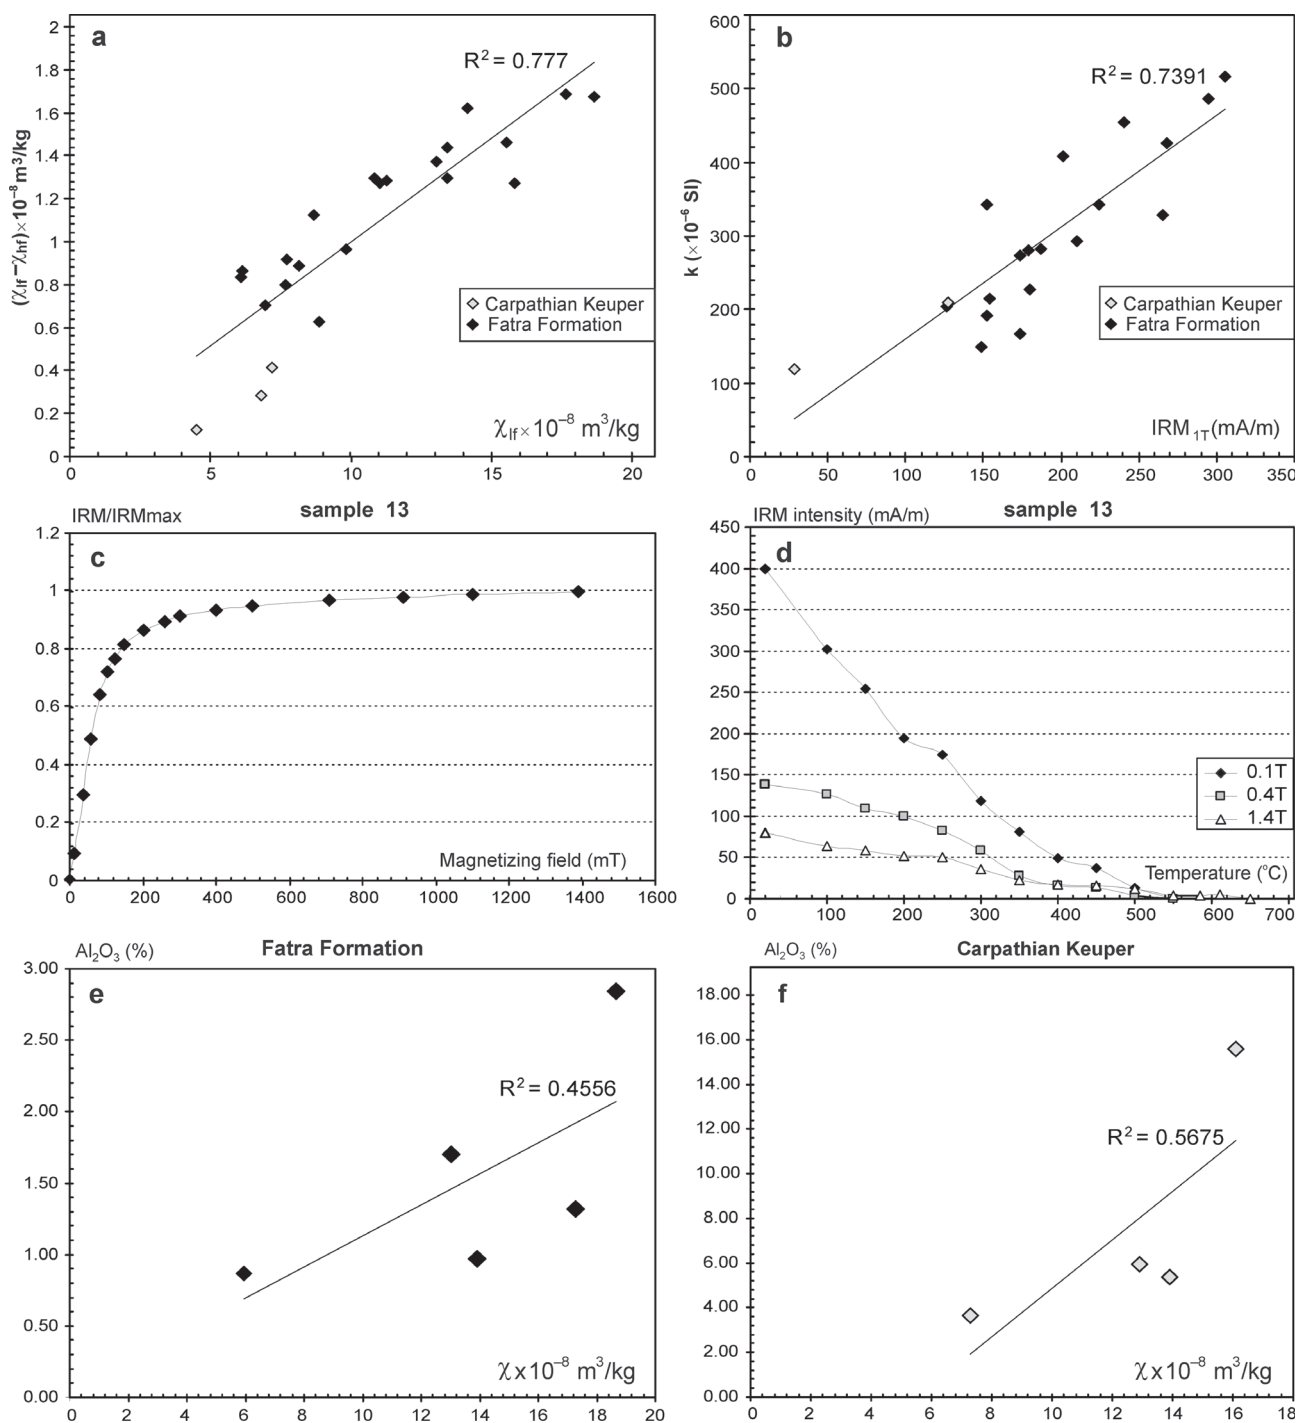 a
R² = 0.777
(χlf−χhf)×10⁻⁸ m³/kg
2
1.8
1.6
1.4
1.2
1
0.8
0.6
0.4
0.2
0
Carpathian Keuper
Fatra Formation
χlf×10⁻⁸ m³/kg
0 5 10 15 20
b
R² = 0.7391
k (×10⁻⁶ SI)
600
500
400
300
200
100
0
Carpathian Keuper
Fatra Formation
IRM 1T(mA/m)
0 50 100 150 200 250 300 350
IRM/IRMmax
sample 13
c
1.2
1
0.8
0.6
0.4
0.2
0
Magnetizing field (mT)
0 200 400 600 800 1000 1200 1400 1600
IRM intensity (mA/m)
sample 13
d
450
400
350
300
250
200
150
100
50
0
0.1T
0.4T
1.4T
Temperature (°C)
0 100 200 300 400 500 600 700
Al₂O₃ (%)
Fatra Formation
e
3.00
2.50
2.00
1.50
1.00
0.50
0.00
R² = 0.4556
χx10⁻⁸ m³/kg
0 2 4 6 8 10 12 14 16 18 20
Al₂O₃ (%)
Carpathian Keuper
f
18.00
16.00
14.00
12.00
10.00
8.00
6.00
4.00
2.00
0.00
R² = 0.5675
χx10⁻⁸ m³/kg
0 2 4 6 8 10 12 14 16 18